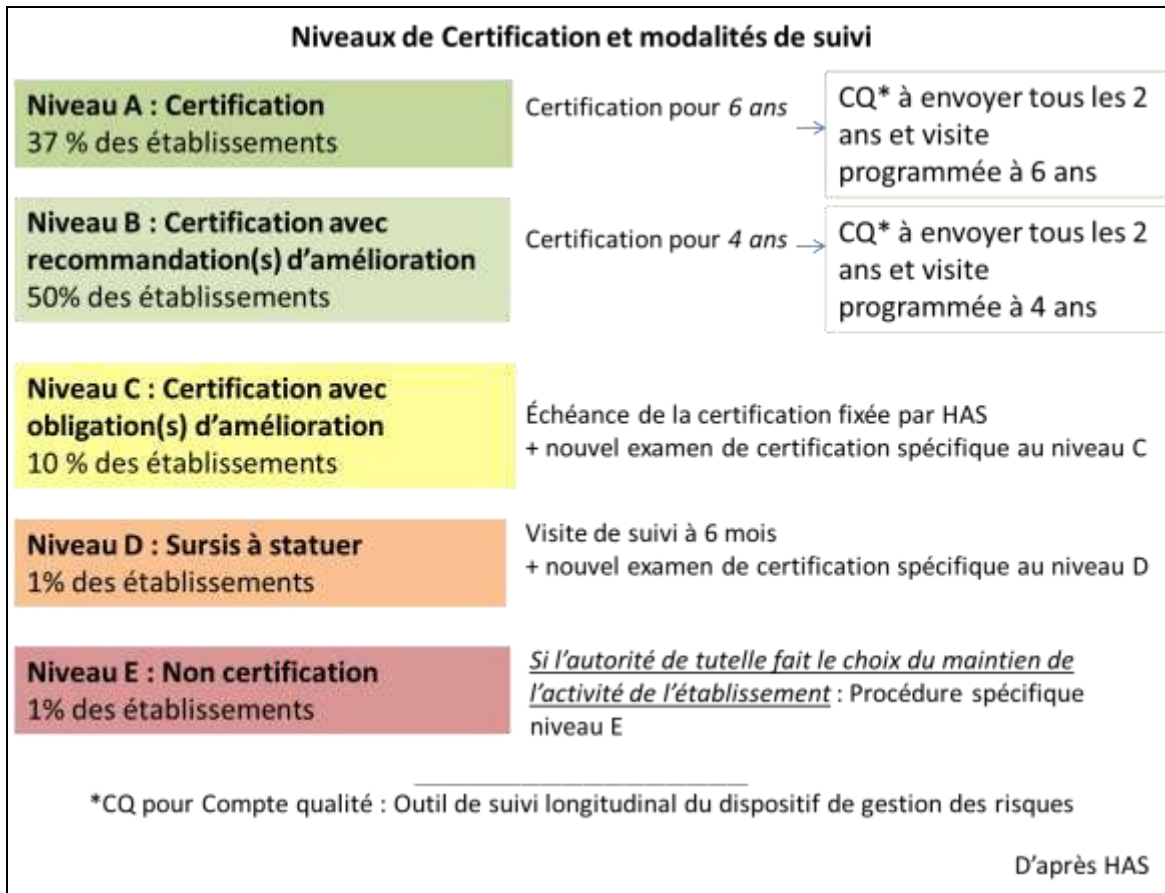 Niveaux de Certification et modalités de suivi
Niveau A : Certification
37 % des établissements
Certification pour 6 ans
CQ* à envoyer tous les 2
ans et visite
programmée à 6 ans
Niveau B : Certification avec
recommandation(s) d'amélioration
50% des établissements
Certification pour 4 ans
CQ* à envoyer tous les 2
ans et visite
programmée à 4 ans
Niveau C : Certification avec
obligation(s) d'amélioration
10 % des établissements
Échéance de la certification fixée par HAS
+ nouvel examen de certification spécifique au niveau C
Niveau D : Sursis à statuer
1% des établissements
Visite de suivi à 6 mois
+ nouvel examen de certification spécifique au niveau D
Niveau E : Non certification
1% des établissements
Si l'autorité de tutelle fait le choix du maintien de
l'activité de l'établissement : Procédure spécifique
niveau E
*CQ pour Compte qualité : Outil de suivi longitudinal du dispositif de gestion des risques
D'après HAS